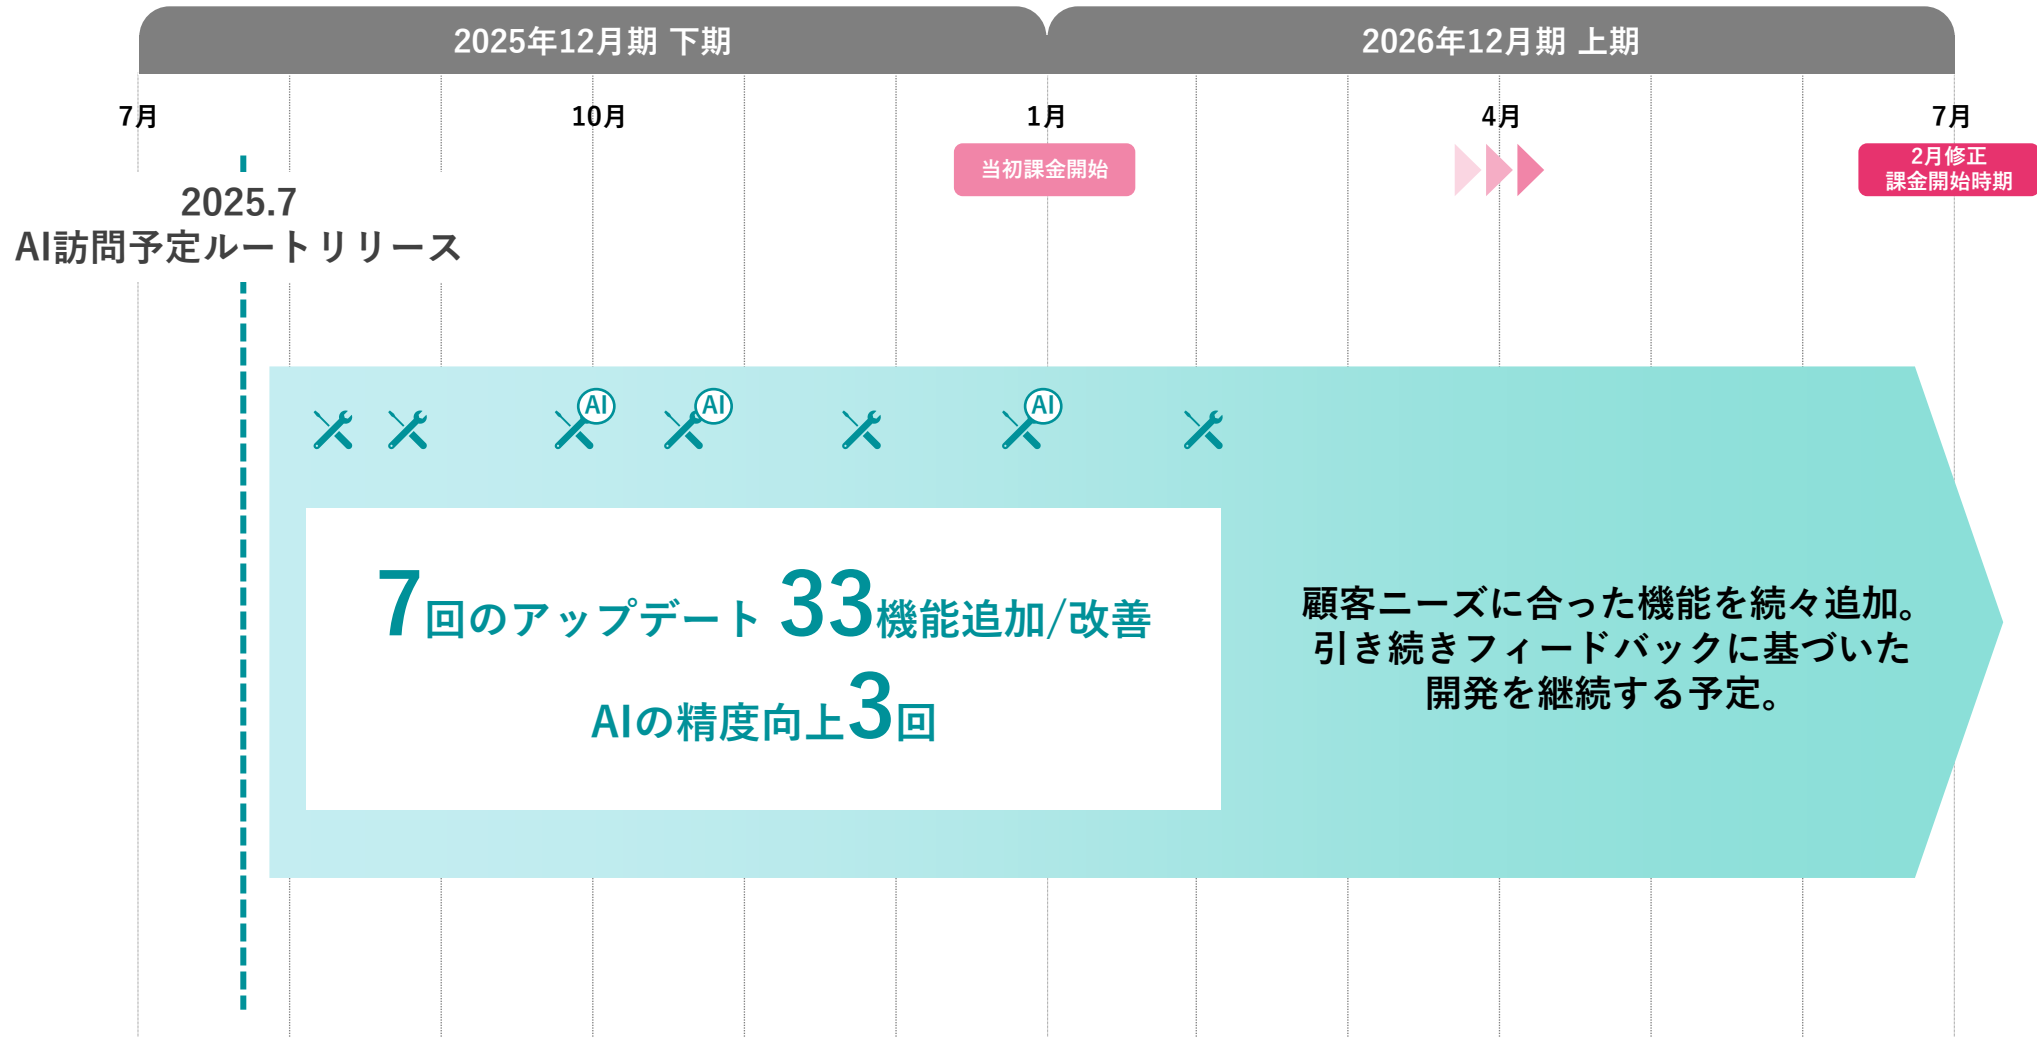 2025年12月期 下期
2026年12月期 上期
7月
10月
1月
4月
7月
当初課金開始
2月修正
課金開始時期
2025.7
AI訪問予定ルートリリース
AI
AI
AI
7回のアップデート 33機能追加/改善
AIの精度向上3回
顧客ニーズに合った機能を続々追加。
引き続きフィードバックに基づいた
開発を継続する予定。